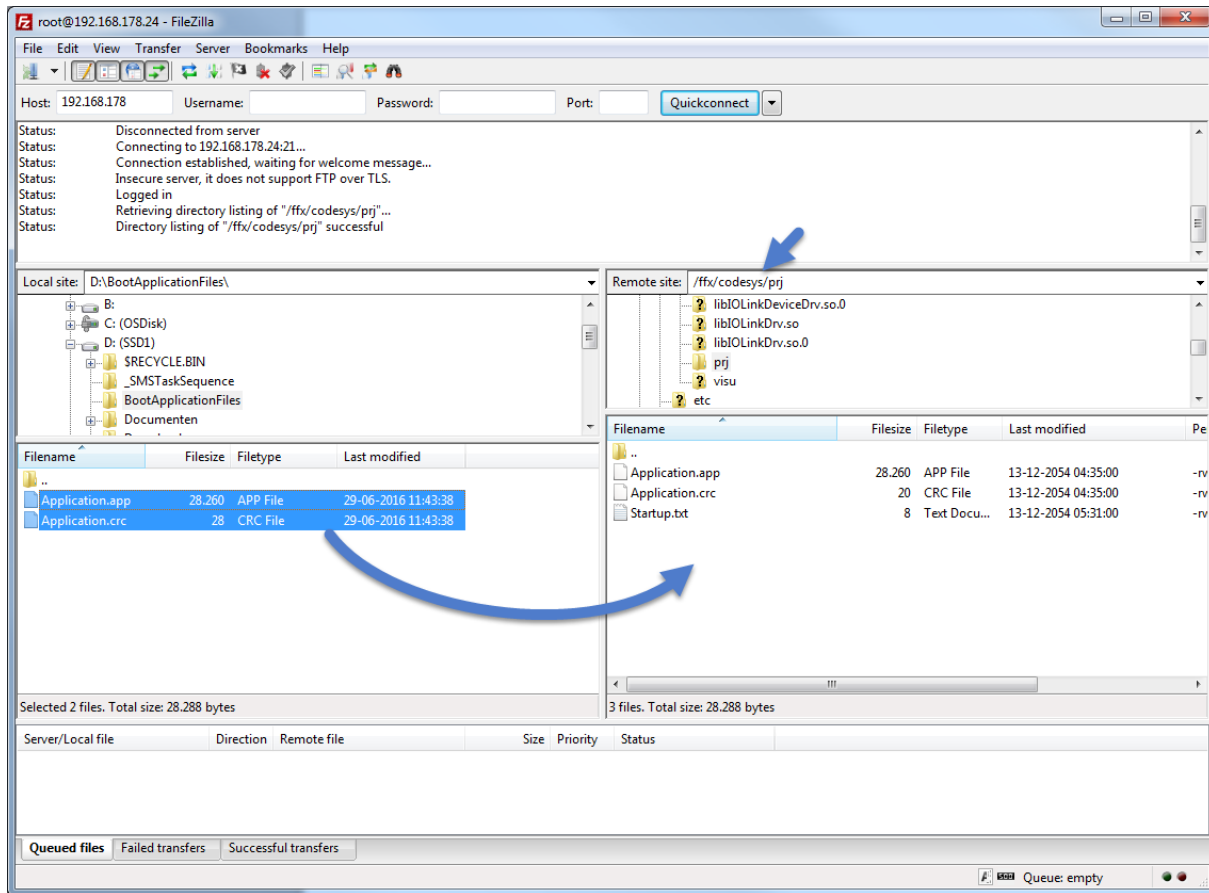 root@192.168.178.24 - FileZilla
File Edit View Transfer Server Bookmarks Help
Host: 192.168.178 Username: Password: Port: Quickconnect
Status: Disconnected from server
Status: Connecting to 192.168.178.24:21...
Status: Connection established, waiting for welcome message...
Status: Insecure server, it does not support FTP over TLS.
Status: Logged in
Status: Retrieving directory listing of "/ffx/codesys/prj"...
Status: Directory listing of "/ffx/codesys/prj" successful
Local site: D:\BootApplicationFiles\
B:
C: (OSDisk)
D: (SSD1)
$RECYCLE.BIN
_SMSTaskSequence
BootApplicationFiles
Documenten
Remote site: /ffx/codesys/prj
libIOLinkDeviceDrv.so.0
libIOLinkDrv.so
libIOLinkDrv.so.0
prj
visu
etc
Filename Filesize Filetype Last modified
..
Application.app 28.260 APP File 29-06-2016 11:43:38
Application.crc 28 CRC File 29-06-2016 11:43:38
Selected 2 files. Total size: 28.288 bytes
Filename Filesize Filetype Last modified Pe
..
Application.app 28.260 APP File 13-12-2054 04:35:00 -rv
Application.crc 20 CRC File 13-12-2054 04:35:00 -rv
Startup.txt 8 Text Docu... 13-12-2054 05:31:00 -rv
3 files. Total size: 28.288 bytes
Server/Local file Direction Remote file Size Priority Status
Queued files Failed transfers Successful transfers
Queue: empty